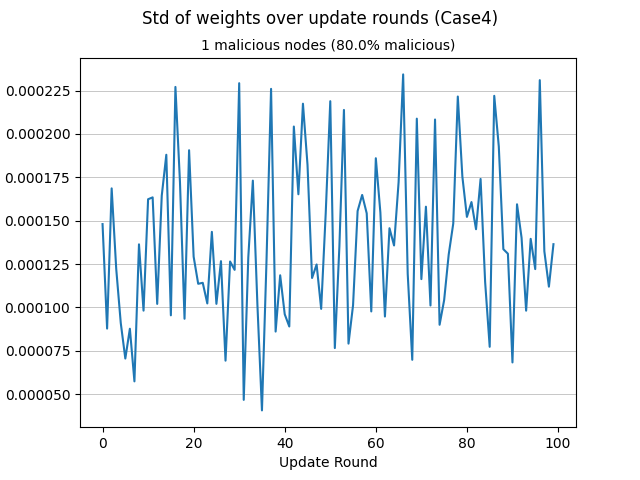 Std of weights over update rounds (Case4)
1 malicious nodes (80.0% malicious)
0.000225
0.000200
0.000175
0.000150
0.000125
0.000100
0.000075
0.000050
0 20 40 60 80 100
Update Round